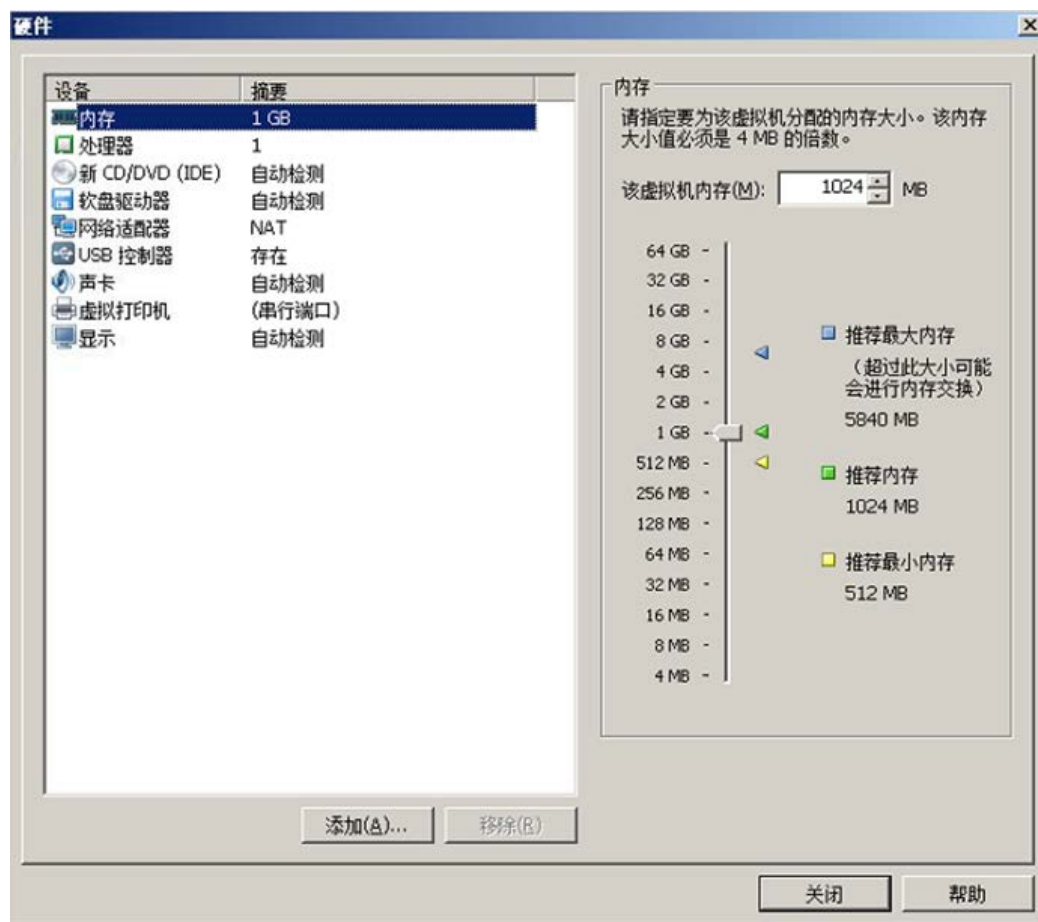 硬件
设备 摘要
内存 1 GB
处理器 1
新 CD/DVD (IDE) 自动检测
软盘驱动器 自动检测
网络适配器 NAT
USB 控制器 存在
声卡 自动检测
虚拟打印机 (串行端口)
显示 自动检测
添加(A)... 移除(R)
内存
请指定要为该虚拟机分配的内存大小。该内存
大小值必须是 4 MB 的倍数。
该虚拟机内存(M): 1024 MB
64 GB
32 GB
16 GB
8 GB
4 GB
2 GB
1 GB
512 MB
256 MB
128 MB
64 MB
32 MB
16 MB
8 MB
4 MB
推荐最大内存
（超过此大小可能
会进行内存交换）
5840 MB
推荐内存
1024 MB
推荐最小内存
512 MB
关闭 帮助